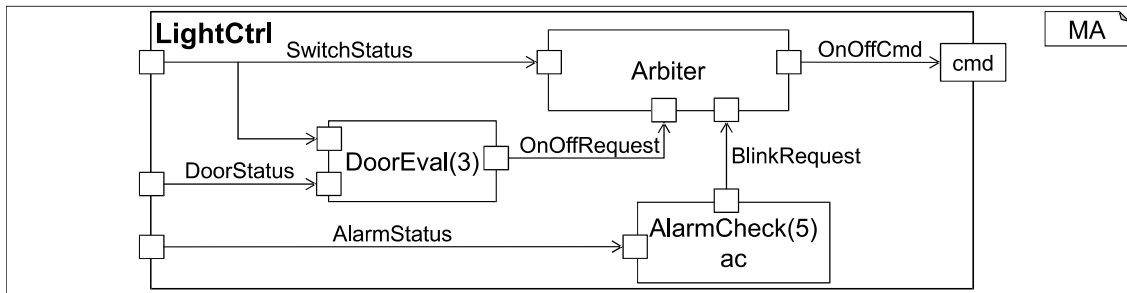 LightCtrl
MA
SwitchStatus
OnOffCmd
cmd
Arbiter
OnOffRequest
DoorEval(3)
BlinkRequest
DoorStatus
AlarmStatus
AlarmCheck(5)
ac